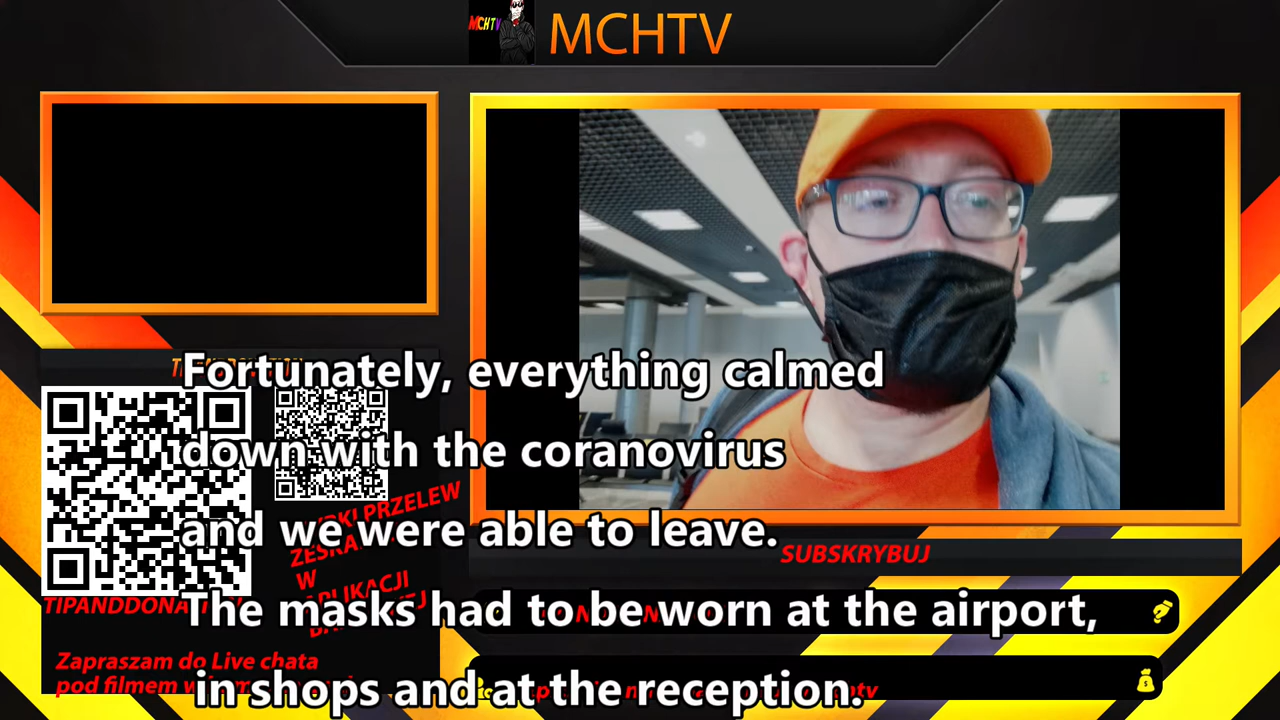 MCHTV
MCHTV
Fortunately, everything calmed
down with the coranovirus
and we were able to leave.
PRZELEW
W
SUBSKRYBUJ
The masks had to be worn at the airport,
Zapraszam do Live chata
pod filmem
in shops and at the reception.